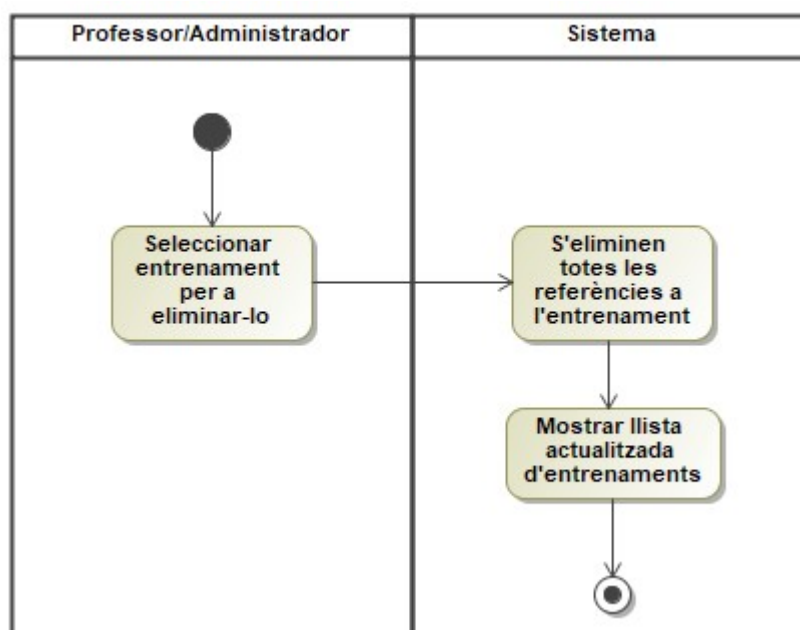 Professor/Administrador
Sistema
Seleccionar
entrenament
per a
eliminar-lo
S'eliminen
totes les
referències a
l'entrenament
Mostrar llista
actualitzada
d'entrenaments